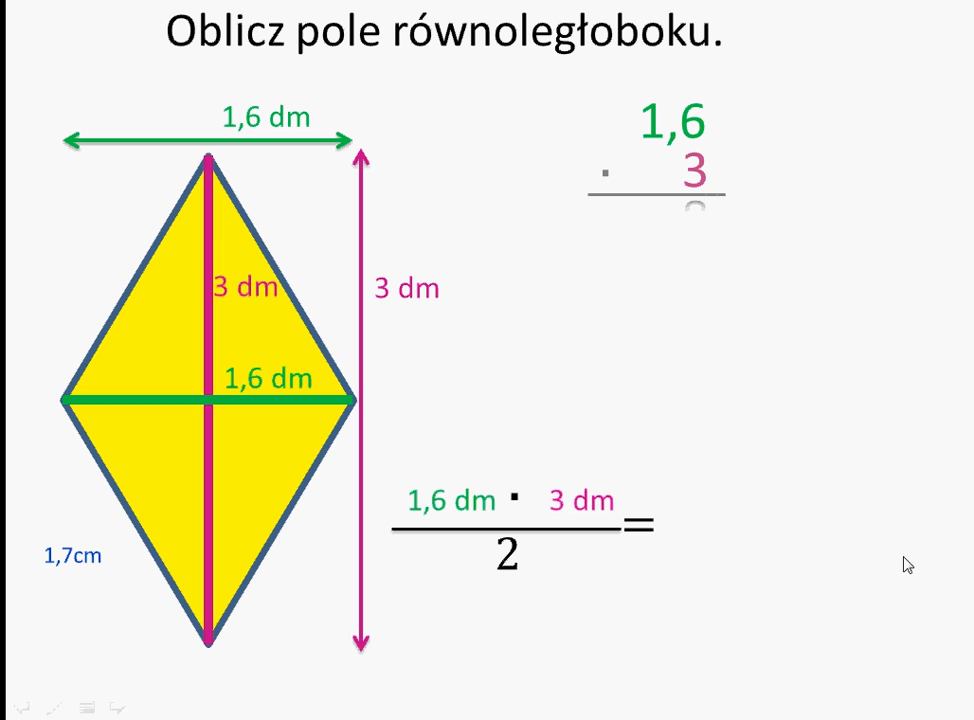 Oblicz pole równoległoboku.
1,6 dm
1,6
· 3
3 dm
3 dm
1,6 dm
1,6 dm · 3 dm
=
2
1,7cm